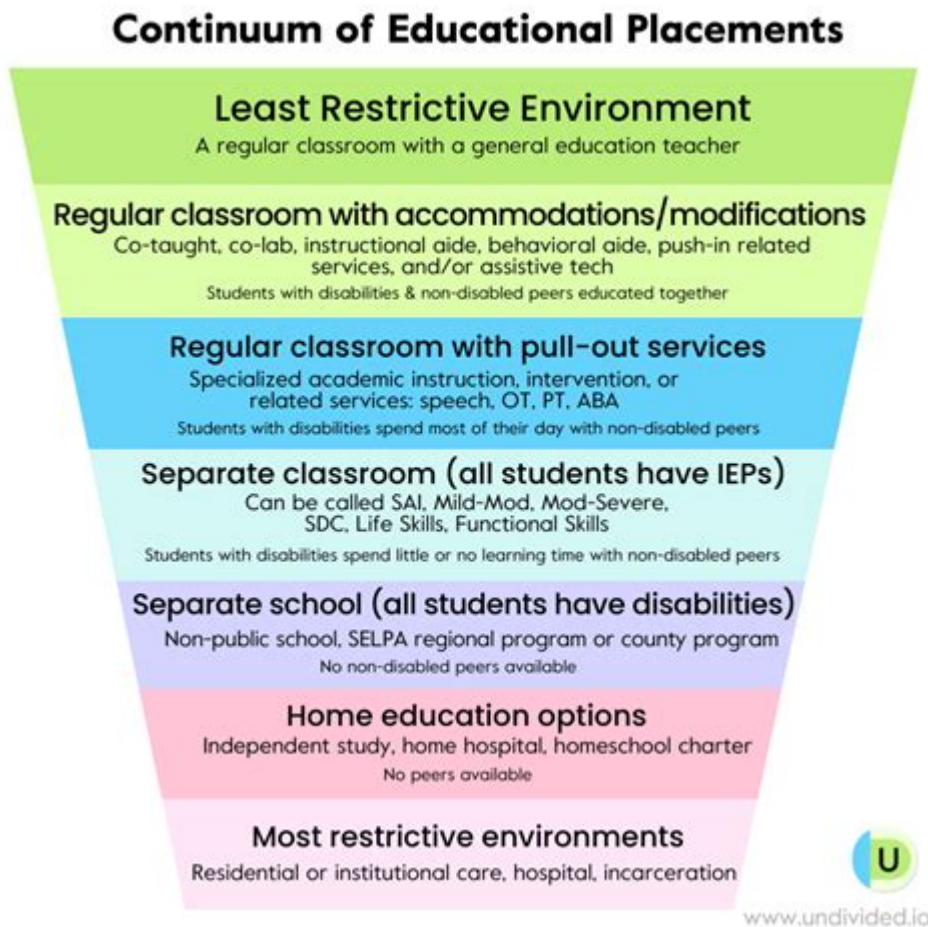 Continuum of Educational Placements
Least Restrictive Environment
A regular classroom with a general education teacher
Regular classroom with accommodations/modifications
Co-taught, co-lab, instructional aide, behavioral aide, push-in related
services, and/or assistive tech
Students with disabilities & non-disabled peers educated together
Regular classroom with pull-out services
Specialized academic instruction, intervention, or
related services: speech, OT, PT, ABA
Students with disabilities spend most of their day with non-disabled peers
Separate classroom (all students have IEPs)
Can be called SAI, Mild-Mod, Mod-Severe,
SDC, Life Skills, Functional Skills
Students with disabilities spend little or no learning time with non-disabled peers
Separate school (all students have disabilities)
Non-public school, SELPA regional program or county program
No non-disabled peers available
Home education options
Independent study, home hospital, homeschool charter
No peers available
Most restrictive environments
Residential or institutional care, hospital, incarceration
U
www.undivided.io